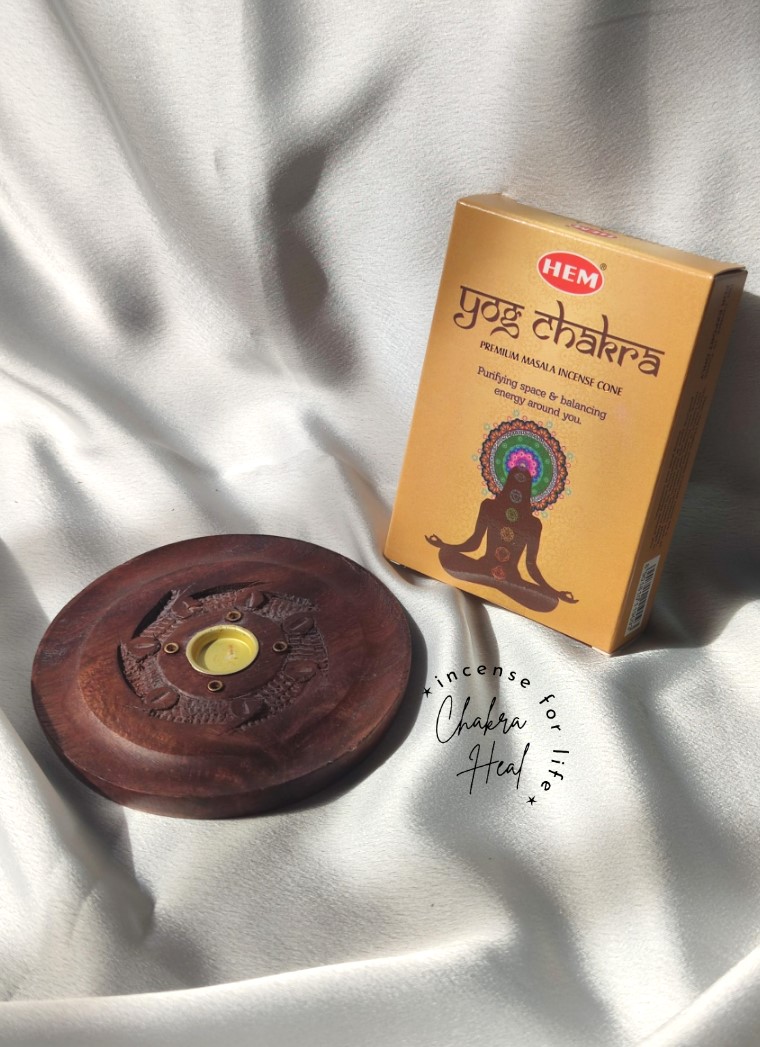 HEM®
yog chakra
PREMIUM MASALA INCENSE CONE
Purifying space & balancing
energy around you.
★ incense for life ★
Chakra
Heal